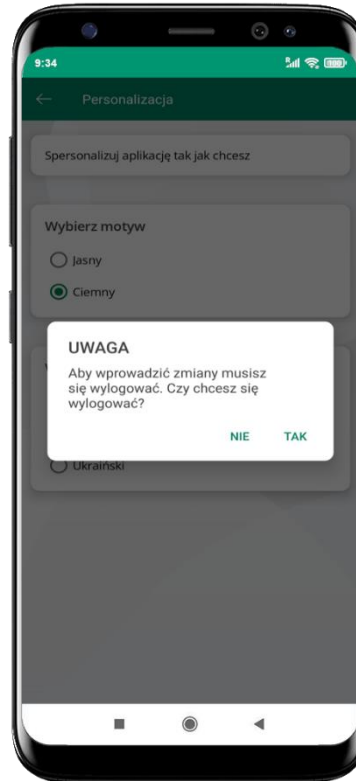 9:34
Personalizacja
Spersonalizuj aplikację tak jak chcesz
Wybierz motyw
Jasny
Ciemny
UWAGA
Aby wprowadzić zmiany musisz
się wylogować. Czy chcesz się
wylogować?
NIE TAK
Ukraiński